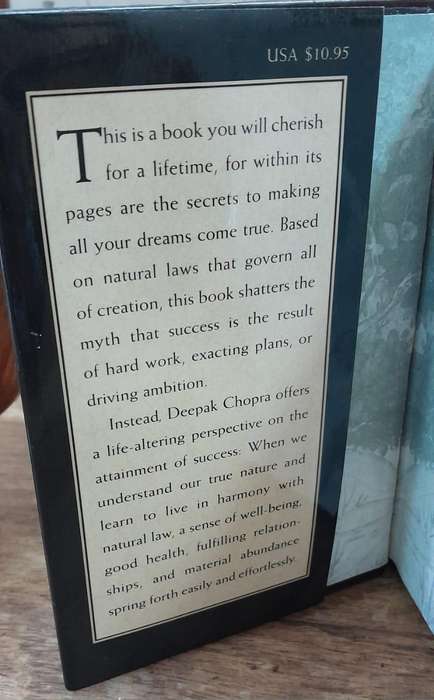 USA $10.95
This is a book you will cherish
for a lifetime, for within its
pages are the secrets to making
all your dreams come true. Based
on natural laws that govern all
of creation, this book shatters the
myth that success is the result
of hard work, exacting plans, or
driving ambition.
Instead, Deepak Chopra offers
a life-altering perspective on the
attainment of success: When we
understand our true nature and
learn to live in harmony with
natural law, a sense of well-being,
good health, fulfilling relation-
ships, and material abundance
spring forth easily and effortlessly.